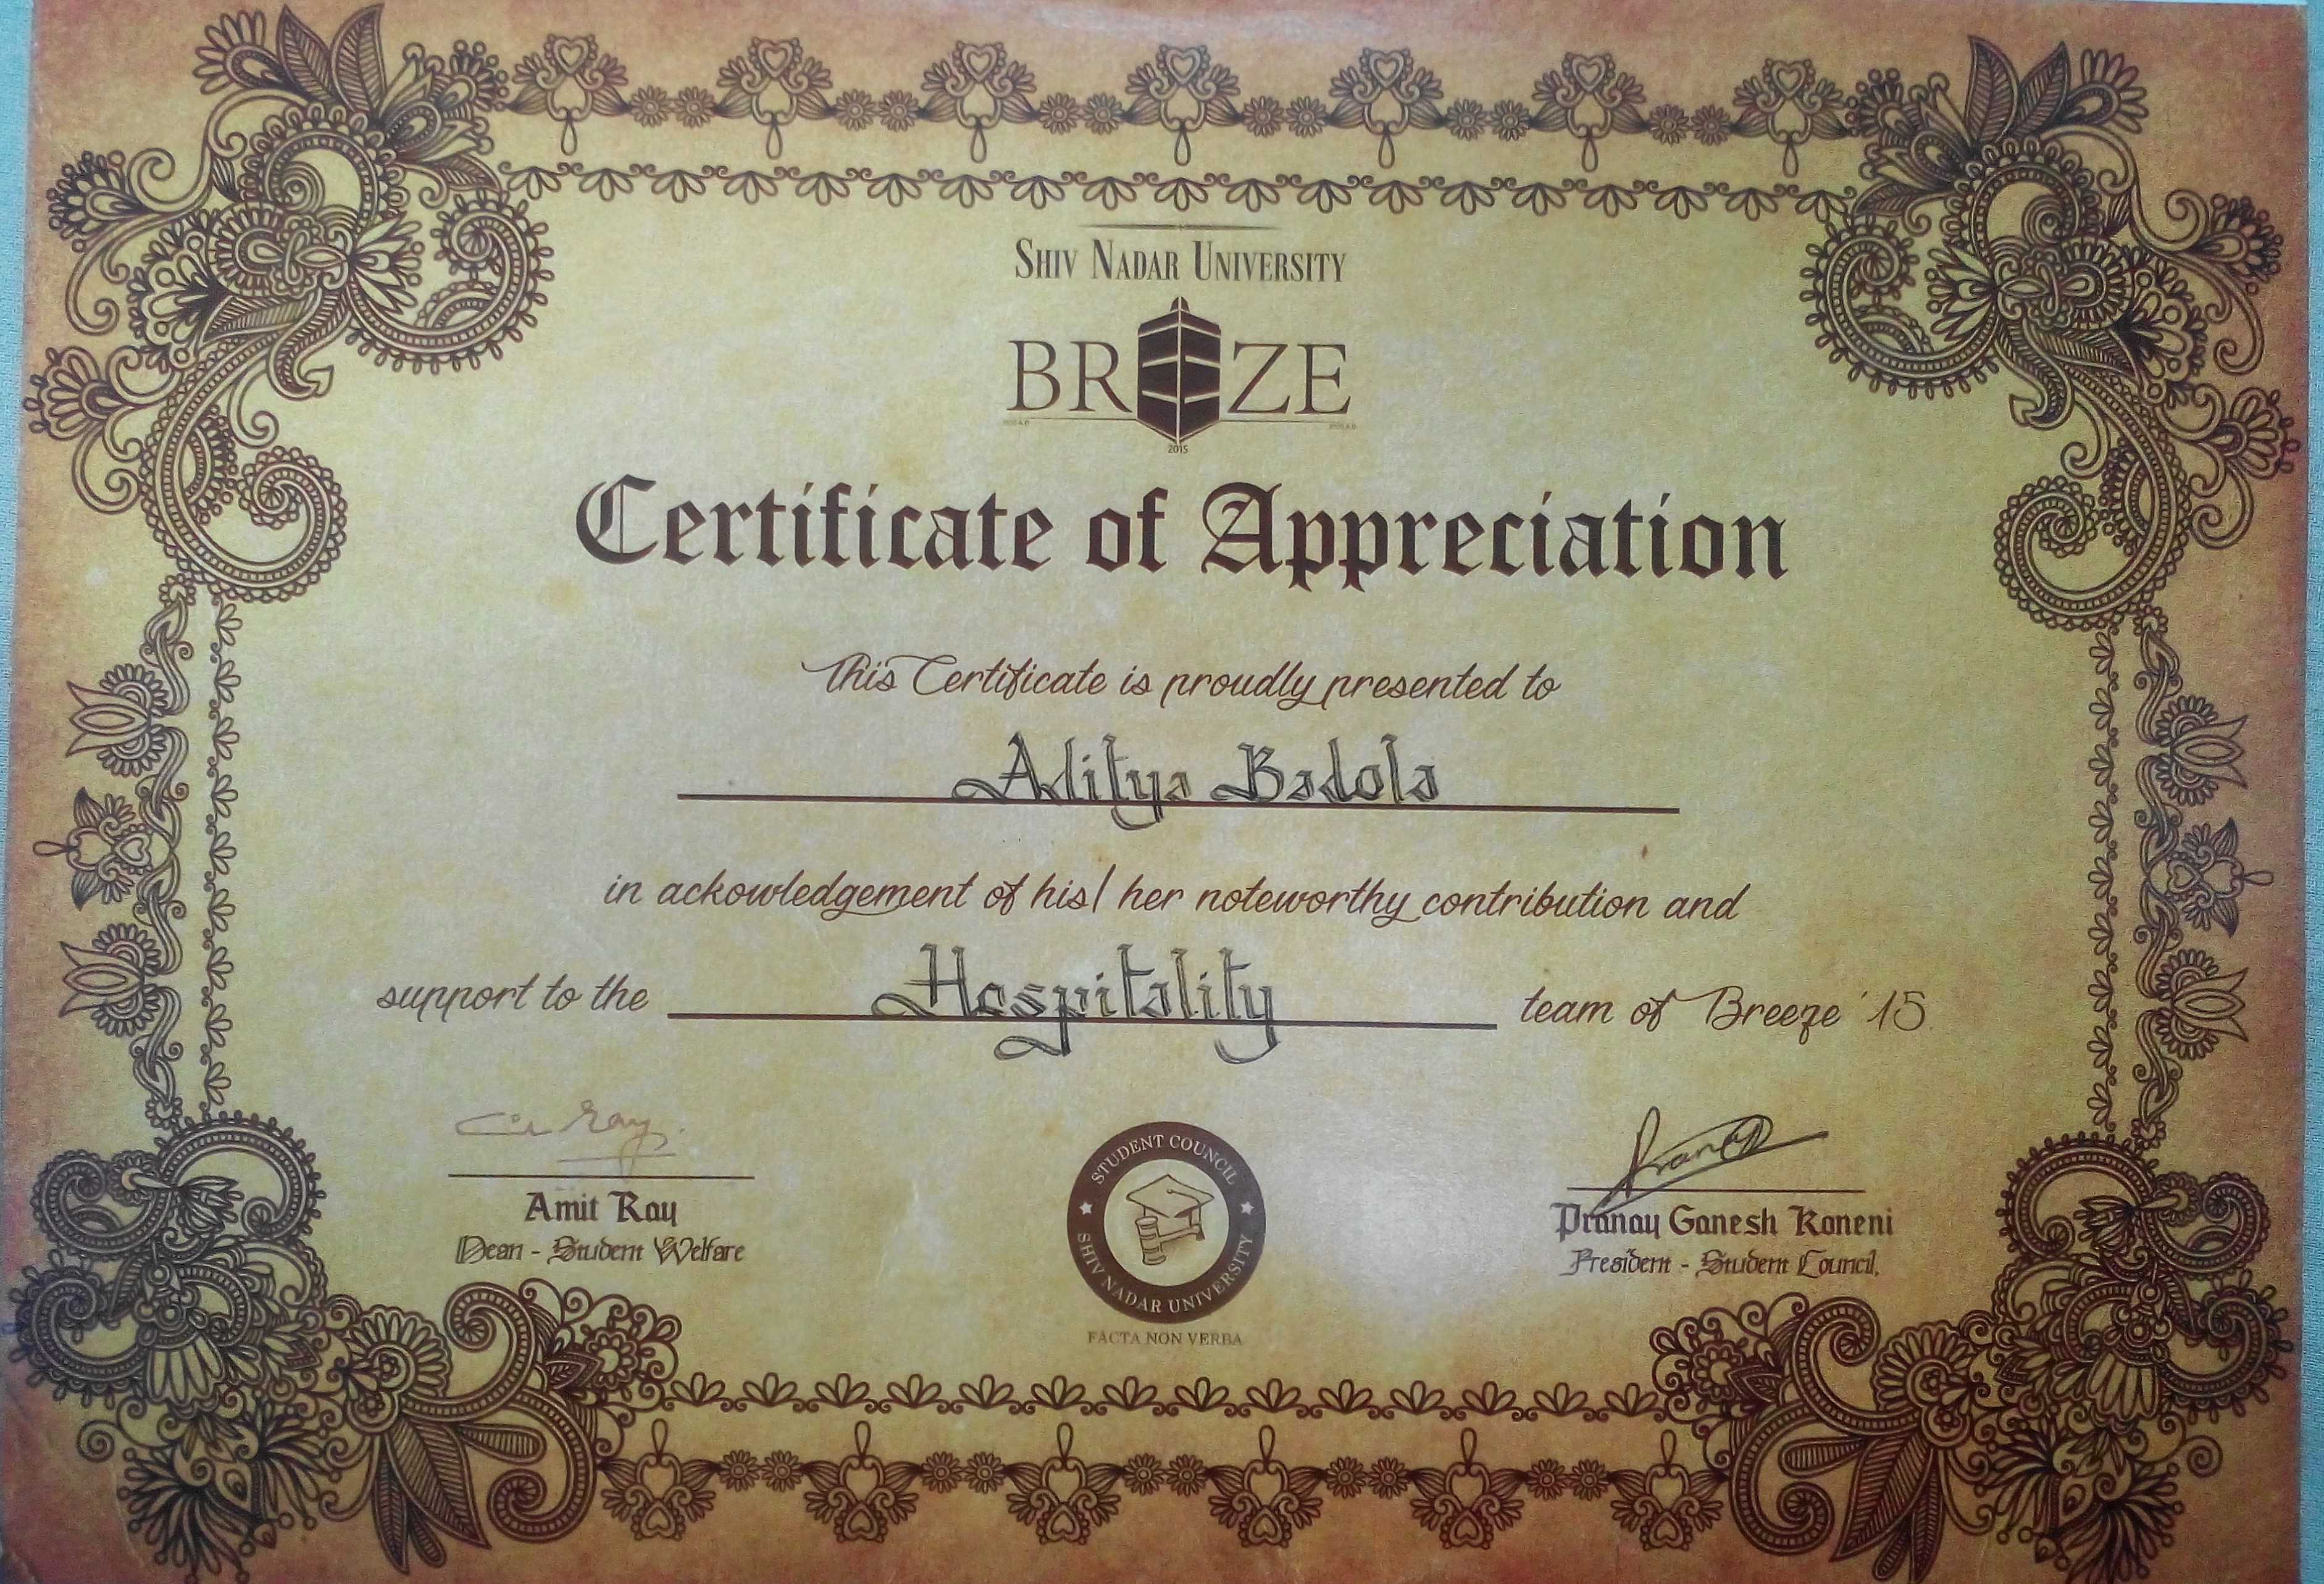 SHIV NADAR UNIVERSITY
BREEZE
2015
Certificate of Appreciation
This Certificate is proudly presented to
Aditya Badola
in ackowledgement of his/ her noteworthy contribution and
support to the Hospitality team of Breeze '15.
Amit Ray
Dean - Student Welfare
STUDENT COUNCIL
SHIV NADAR UNIVERSITY
FACTA NON VERBA
Pranay Ganesh Koneni
President - Student Council.